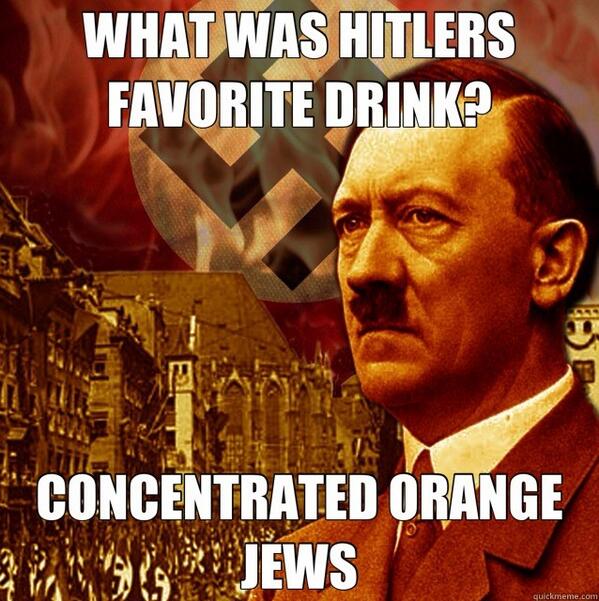 WHAT WAS HITLERS
FAVORITE DRINK?
CONCENTRATED ORANGE
JEWS
quickmeme.com